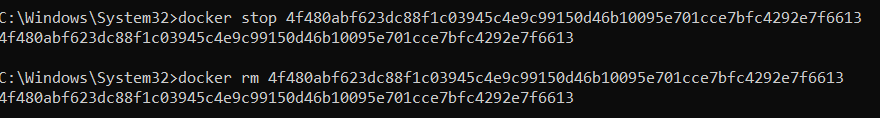 C:\Windows\System32>docker stop 4f480abf623dc88f1c03945c4e9c99150d46b10095e701cce7bfc4292e7f6613
4f480abf623dc88f1c03945c4e9c99150d46b10095e701cce7bfc4292e7f6613
C:\Windows\System32>docker rm 4f480abf623dc88f1c03945c4e9c99150d46b10095e701cce7bfc4292e7f6613
4f480abf623dc88f1c03945c4e9c99150d46b10095e701cce7bfc4292e7f6613